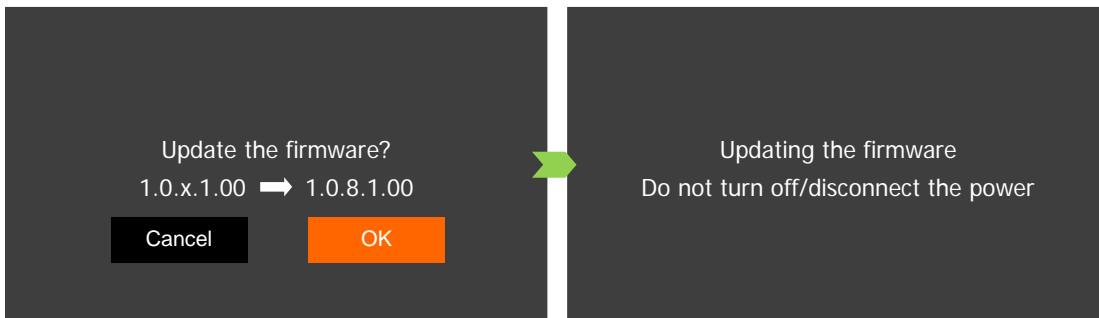 Update the firmware?
1.0.x.1.00 ➡ 1.0.8.1.00
Cancel OK
Updating the firmware
Do not turn off/disconnect the power